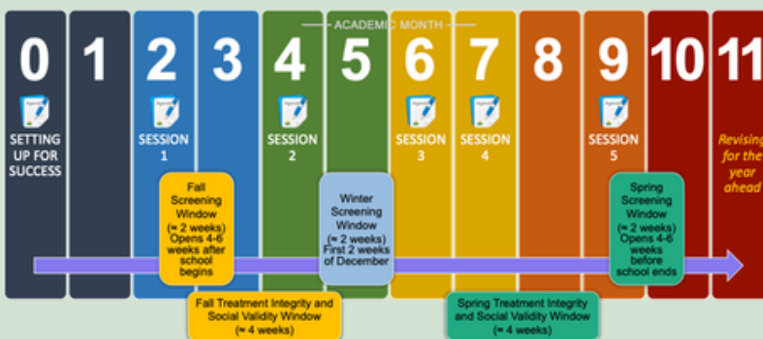 ACADEMIC MONTH
0 1 2 3 4 5 6 7 8 9 10 11
SETTING
UP FOR
SUCCESS
SESSION
1
SESSION
2
SESSION
3
SESSION
4
SESSION
5
Revising
for the
year
ahead
Fall
Screening
Window
(≈ 2 weeks)
Opens 4-6
weeks after
school
begins
Winter
Screening
Window
(≈ 2 weeks)
First 2 weeks
of December
Spring
Screening
Window
(≈ 2 weeks)
Opens 4-6
weeks
before
school ends
Fall Treatment Integrity and
Social Validity Window
(≈ 4 weeks)
Spring Treatment Integrity
and Social Validity Window
(≈ 4 weeks)